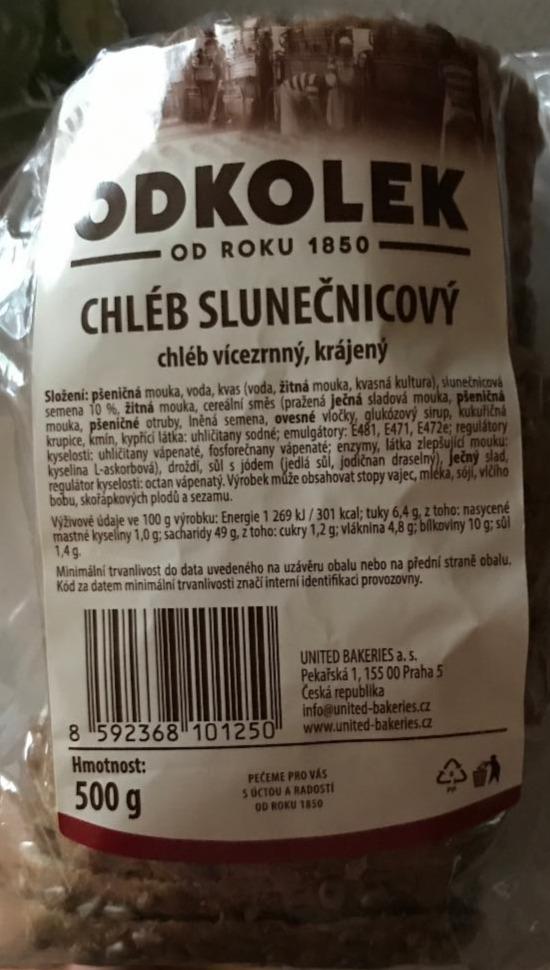 ODKOLEK
OD ROKU 1850
CHLÉB SLUNEČNICOVÝ
chléb vícezrnný, krájený
Složení: pšeničná mouka, voda, kvas (voda, žitná mouka, kvasná kultura), slunečnicová
semena 10 %, žitná mouka, cereální směs (pražená ječná sladová mouka, pšeničná
mouka, pšeničné otruby, lněná semena, ovesné vločky, glukózový sirup, kukuřičná
krupice, kmín, kypřicí látka: uhličitany sodné; emulgátory: E481, E471, E472e; regulátory
kyselosti: uhličitany vápenaté, fosforečnany vápenaté; enzymy, látka zlepšující mouku:
kyselina L-askorbová), droždí, sůl s jódem (jedlá sůl, jodičnan draselný), ječný slad,
regulátor kyselosti: octan vápenatý. Výrobek může obsahovat stopy vajec, mléka, sóji, vlčího
bobu, skořápkových plodů a sezamu.
Výživové údaje ve 100 g výrobku: Energie 1 269 kJ / 301 kcal; tuky 6,4 g, z toho: nasycené
mastné kyseliny 1,0 g; sacharidy 49 g, z toho: cukry 1,2 g; vláknina 4,8 g; bílkoviny 10 g; sůl
1,4 g.
Minimální trvanlivost do data uvedeného na uzávěru obalu nebo na přední straně obalu.
Kód za datem minimální trvanlivosti značí interní identifikaci provozovny.
UNITED BAKERIES a. s.
Pekařská 1, 155 00 Praha 5
Česká republika
info@united-bakeries.cz
www.united-bakeries.cz
8 592368 101250
Hmotnost:
500 g
PEČEME PRO VÁS
S ÚCTOU A RADOSTÍ
OD ROKU 1850
PP